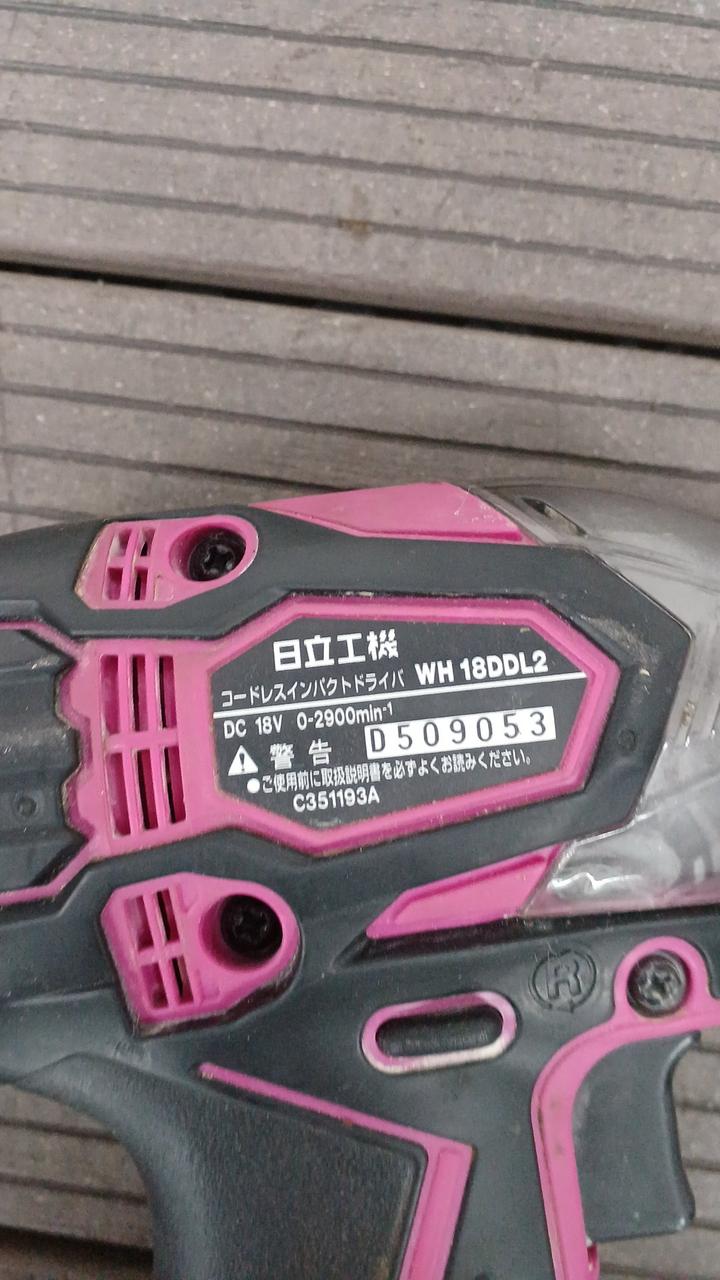 日立工機
コードレスインパクトドライバ WH 18DDL2
DC 18V 0-2900min⁻¹
D509053
警告
●ご使用前に取扱説明書を必ずよくお読みください。
C351193A
R